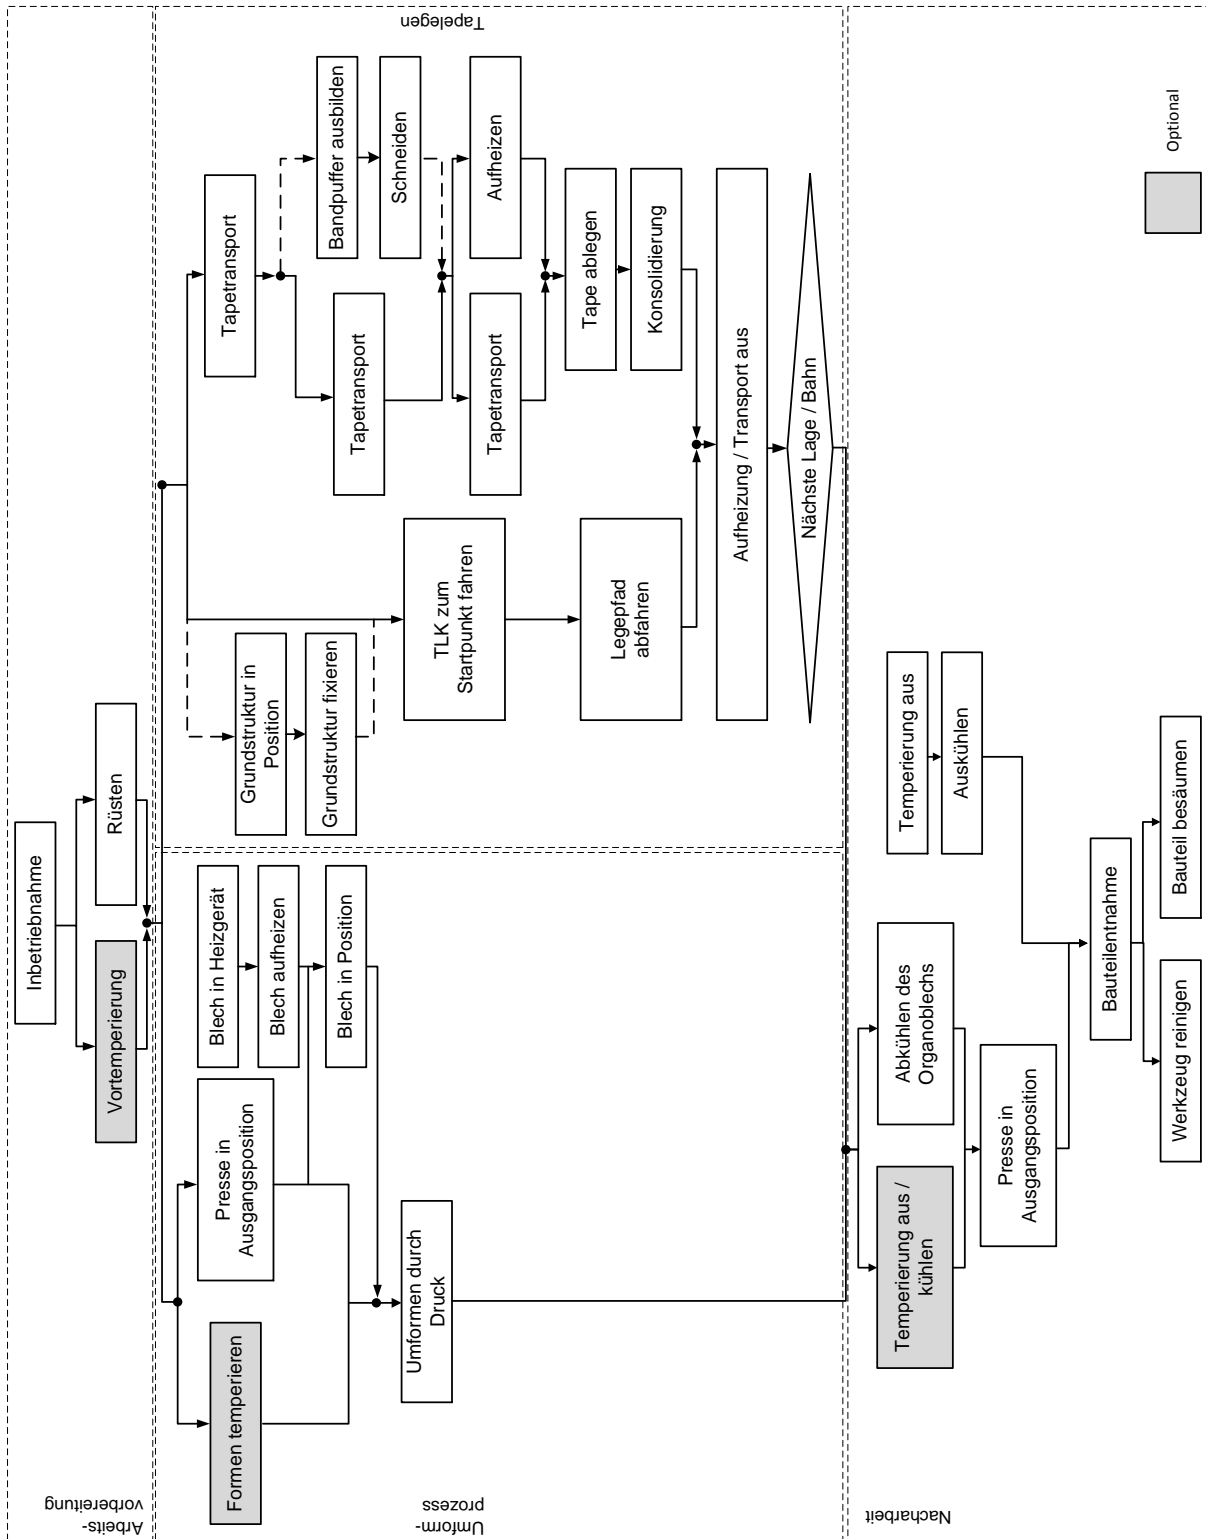 Arbeits-
vorbereitung
Inbetriebnahme
Vortemperierung
Rüsten
Umform-
prozess
Formen temperieren
Presse in
Ausgangsposition
Blech in Heizgerät
Blech aufheizen
Blech in Position
Umformen durch
Druck
Tapelegen
Grundstruktur in
Position
Grundstruktur fixieren
TLK zum
Startpunkt fahren
Legepfad
abfahren
Tapetransport
Tapetransport
Bandpuffer ausbilden
Schneiden
Tapetransport
Aufheizen
Tape ablegen
Konsolidierung
Aufheizung / Transport aus
Nächste Lage / Bahn
Nacharbeit
Temperierung aus /
kühlen
Abkühlen des
Organoblechs
Presse in
Ausgangsposition
Temperierung aus
Auskühlen
Bauteilentnahme
Werkzeug reinigen
Bauteil besäumen
Optional